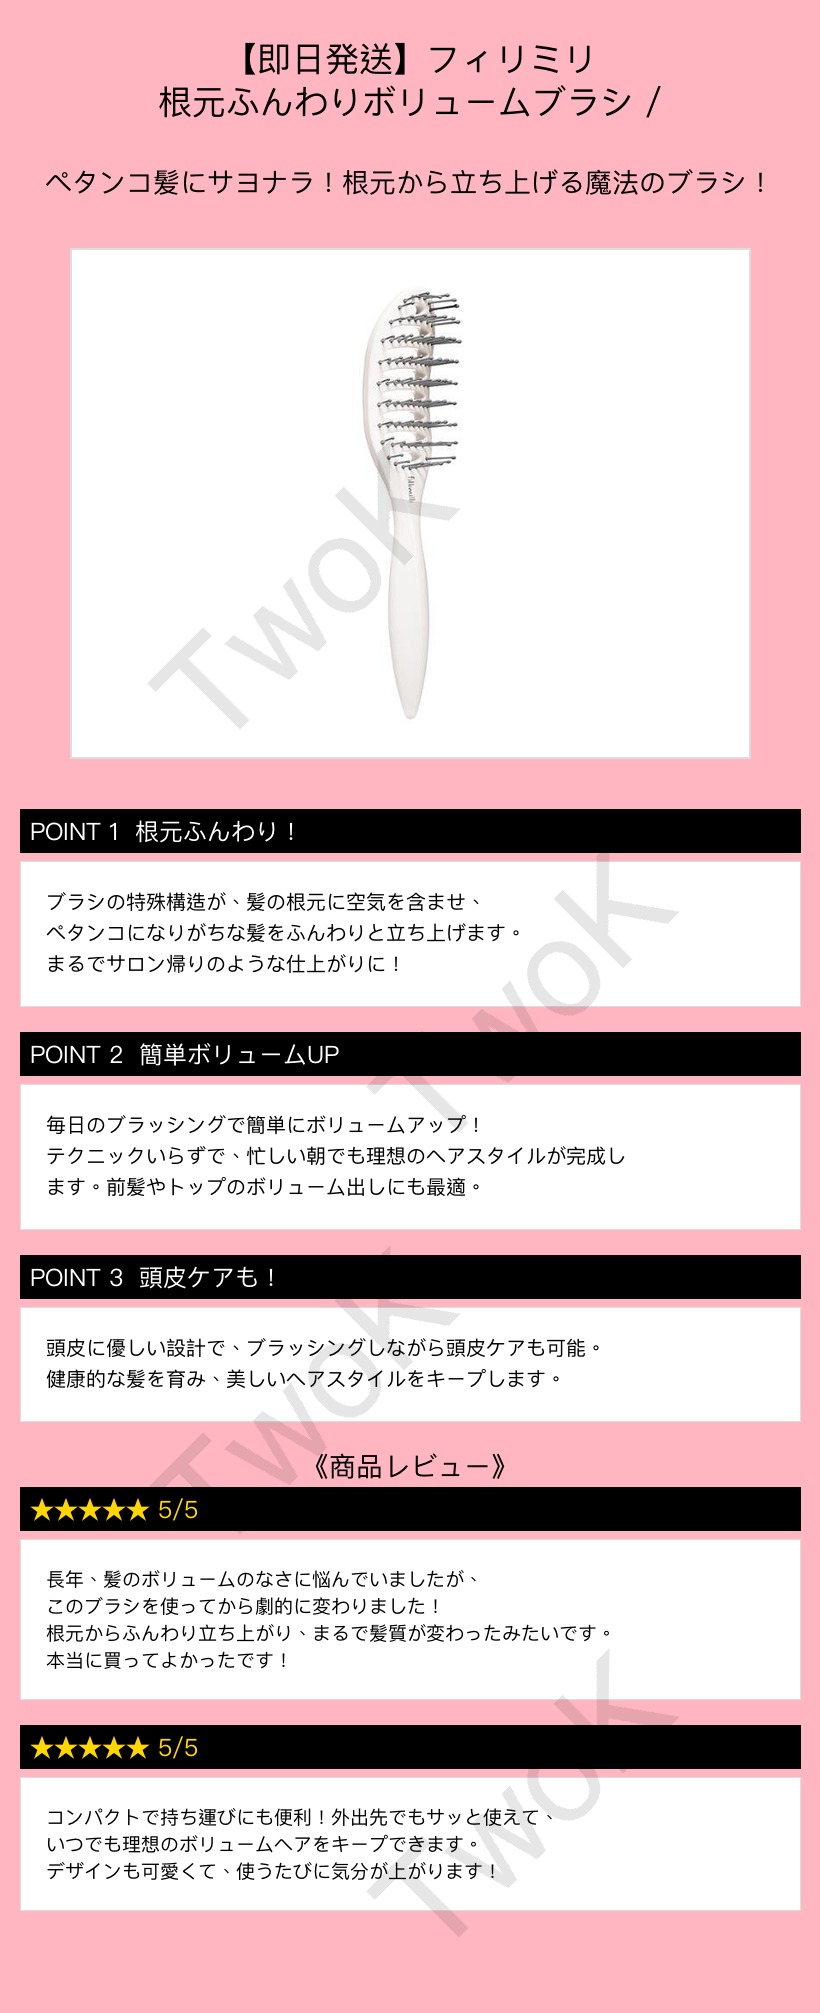 【即日発送】フィリミリ
根元ふんわりボリュームブラシ /
ペタンコ髪にサヨナラ！根元から立ち上げる魔法のブラシ！
fillimilli
TwoK
POINT 1 根元ふんわり！
ブラシの特殊構造が、髪の根元に空気を含ませ、
ペタンコになりがちな髪をふんわりと立ち上げます。
まるでサロン帰りのような仕上がりに！
TwoK
POINT 2 簡単ボリュームUP
毎日のブラッシングで簡単にボリュームアップ！
テクニックいらずで、忙しい朝でも理想のヘアスタイルが完成し
ます。前髪やトップのボリューム出しにも最適。
POINT 3 頭皮ケアも！
頭皮に優しい設計で、ブラッシングしながら頭皮ケアも可能。
健康的な髪を育み、美しいヘアスタイルをキープします。
TwoK
《商品レビュー》
★★★★★ 5/5
長年、髪のボリュームのなさに悩んでいましたが、
このブラシを使ってから劇的に変わりました！
根元からふんわり立ち上がり、まるで髪質が変わったみたいです。
本当に買ってよかったです！
★★★★★ 5/5
コンパクトで持ち運びにも便利！外出先でもサッと使えて、
いつでも理想のボリュームヘアをキープできます。
デザインも可愛くて、使うたびに気分が上がります！
TwoK